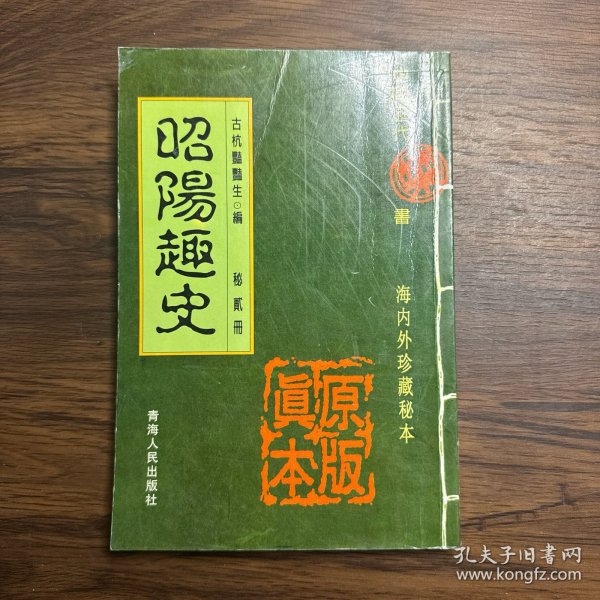 昭陽趣史
古杭豔豔生⊙編
秘貳冊
青海人民出版社
書
海内外珍藏秘本
原版
眞本
孔夫子旧書网
www.kongfz.com